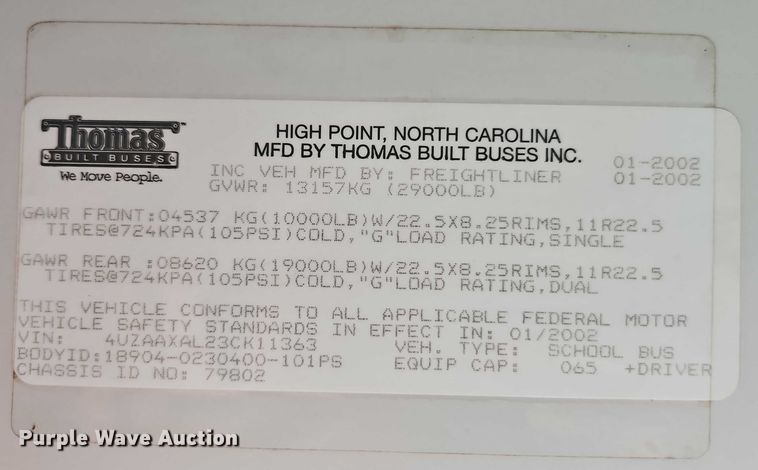 Thomas™
BUILT BUSES
We Move People.
HIGH POINT, NORTH CAROLINA
MFD BY THOMAS BUILT BUSES INC. 01-2002
INC VEH MFD BY: FREIGHTLINER 01-2002
GVWR: 13157KG (29000LB)
GAWR FRONT:04537 KG(10000LB)W/22.5X8.25RIMS,11R22.5
TIRES@724KPA(105PSI)COLD,"G"LOAD RATING,SINGLE
GAWR REAR :08620 KG(19000LB)W/22.5X8.25RIMS,11R22.5
TIRES@724KPA(105PSI)COLD,"G"LOAD RATING,DUAL
THIS VEHICLE CONFORMS TO ALL APPLICABLE FEDERAL MOTOR
VEHICLE SAFETY STANDARDS IN EFFECT IN: 01/2002
VIN: 4UZAAXAL23CK11363 VEH. TYPE: SCHOOL BUS
BODYID:18904-0230400-101PS EQUIP CAP: 065 +DRIVER
CHASSIS ID NO: 79802
Purple Wave Auction